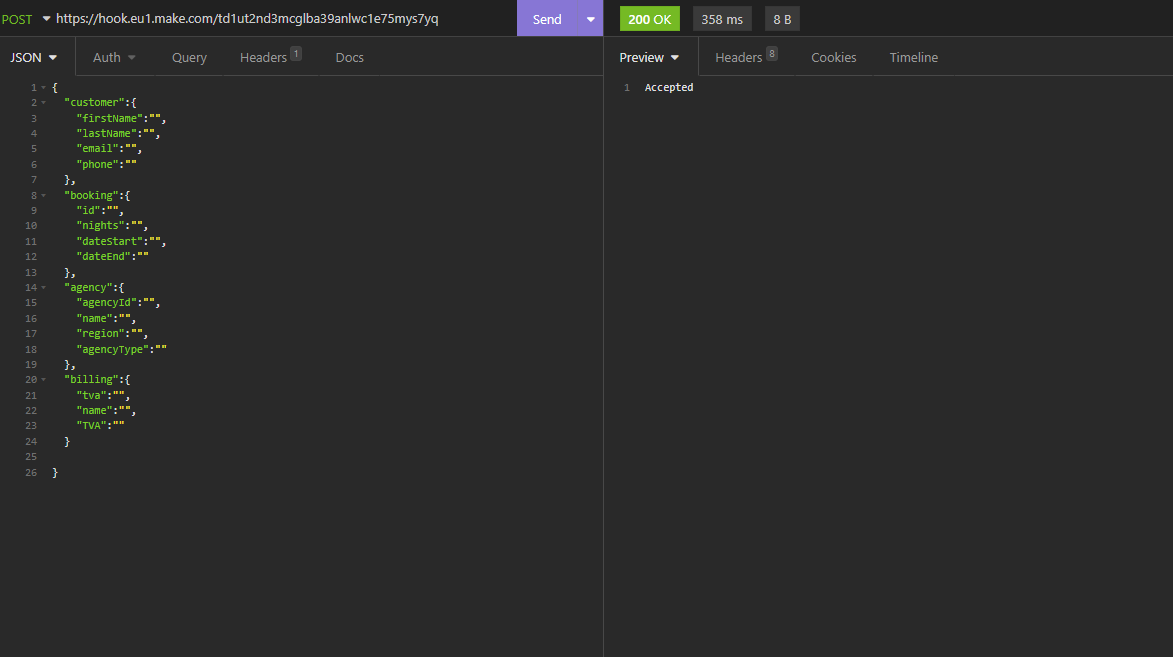 POST https://hook.eu1.make.com/td1ut2nd3mcglba39anlwc1e75mys7yq Send 200 OK 358 ms 8 B
JSON Auth Query Headers 1 Docs Preview Headers 8 Cookies Timeline
1 {
2 "customer":{
3 "firstName":"",
4 "lastName":"",
5 "email":"",
6 "phone":""
7 },
8 "booking":{
9 "id":"",
10 "nights":"",
11 "dateStart":"",
12 "dateEnd":""
13 },
14 "agency":{
15 "agencyId":"",
16 "name":"",
17 "region":"",
18 "agencyType":""
19 },
20 "billing":{
21 "tva":"",
22 "name":"",
23 "TVA":""
24 }
25
26 }
1 Accepted